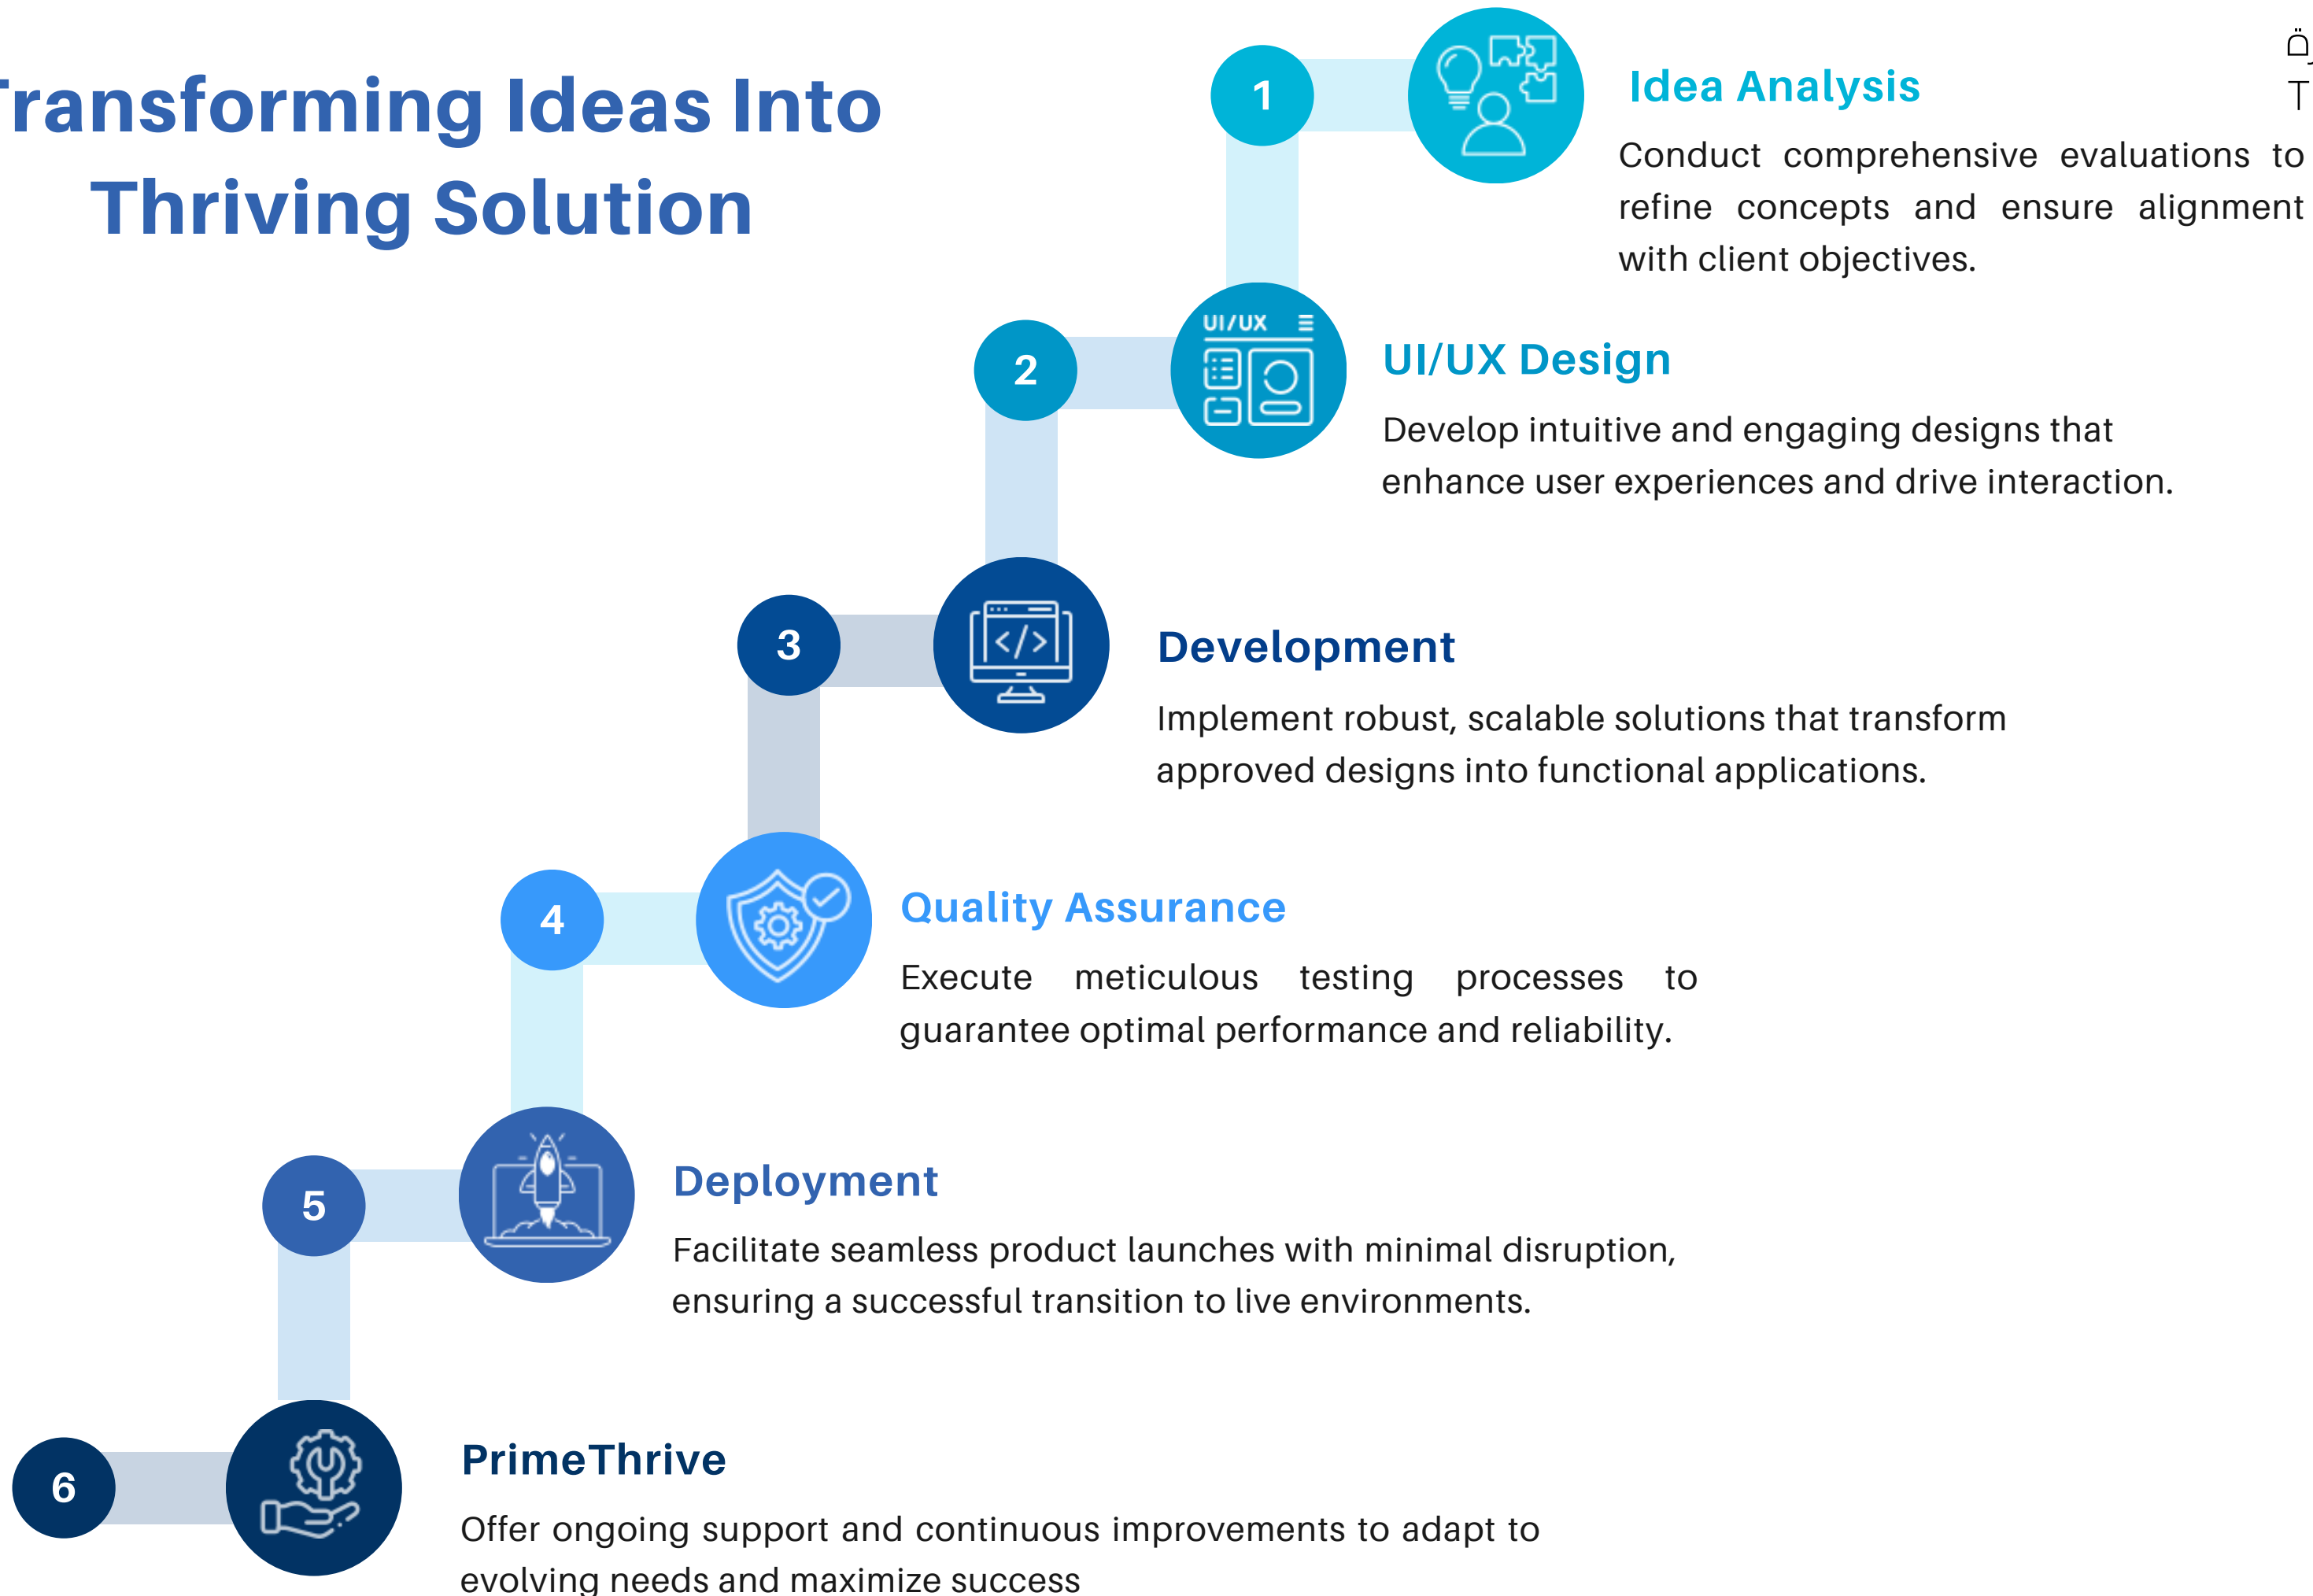 Transforming Ideas Into
Thriving Solution
1
Idea Analysis
Conduct comprehensive evaluations to
refine concepts and ensure alignment
with client objectives.
2
UI/UX
UI/UX Design
Develop intuitive and engaging designs that
enhance user experiences and drive interaction.
3
</>
Development
Implement robust, scalable solutions that transform
approved designs into functional applications.
4
Quality Assurance
Execute meticulous testing processes to
guarantee optimal performance and reliability.
5
Deployment
Facilitate seamless product launches with minimal disruption,
ensuring a successful transition to live environments.
6
PrimeThrive
Offer ongoing support and continuous improvements to adapt to
evolving needs and maximize success